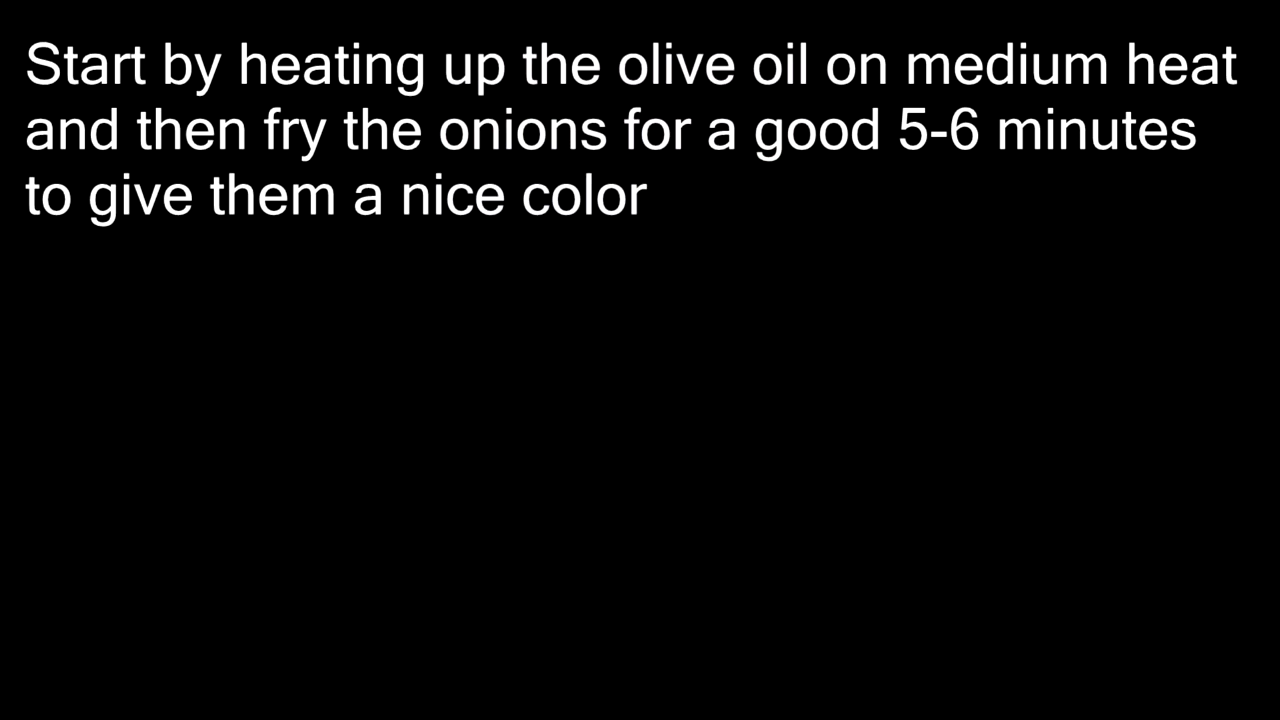 Start by heating up the olive oil on medium heat
and then fry the onions for a good 5-6 minutes
to give them a nice color